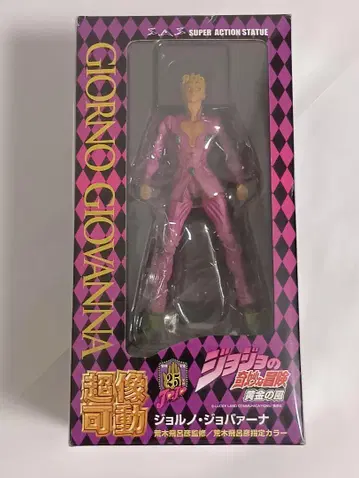 S.A.S SUPER ACTION STATUE
GIORNO GIOVANNA
超像
可動
25
ジョジョの
奇妙な冒険
黄金の風
ジョルノ・ジョバァーナ
荒木飛呂彦監修/荒木飛呂彦指定カラー